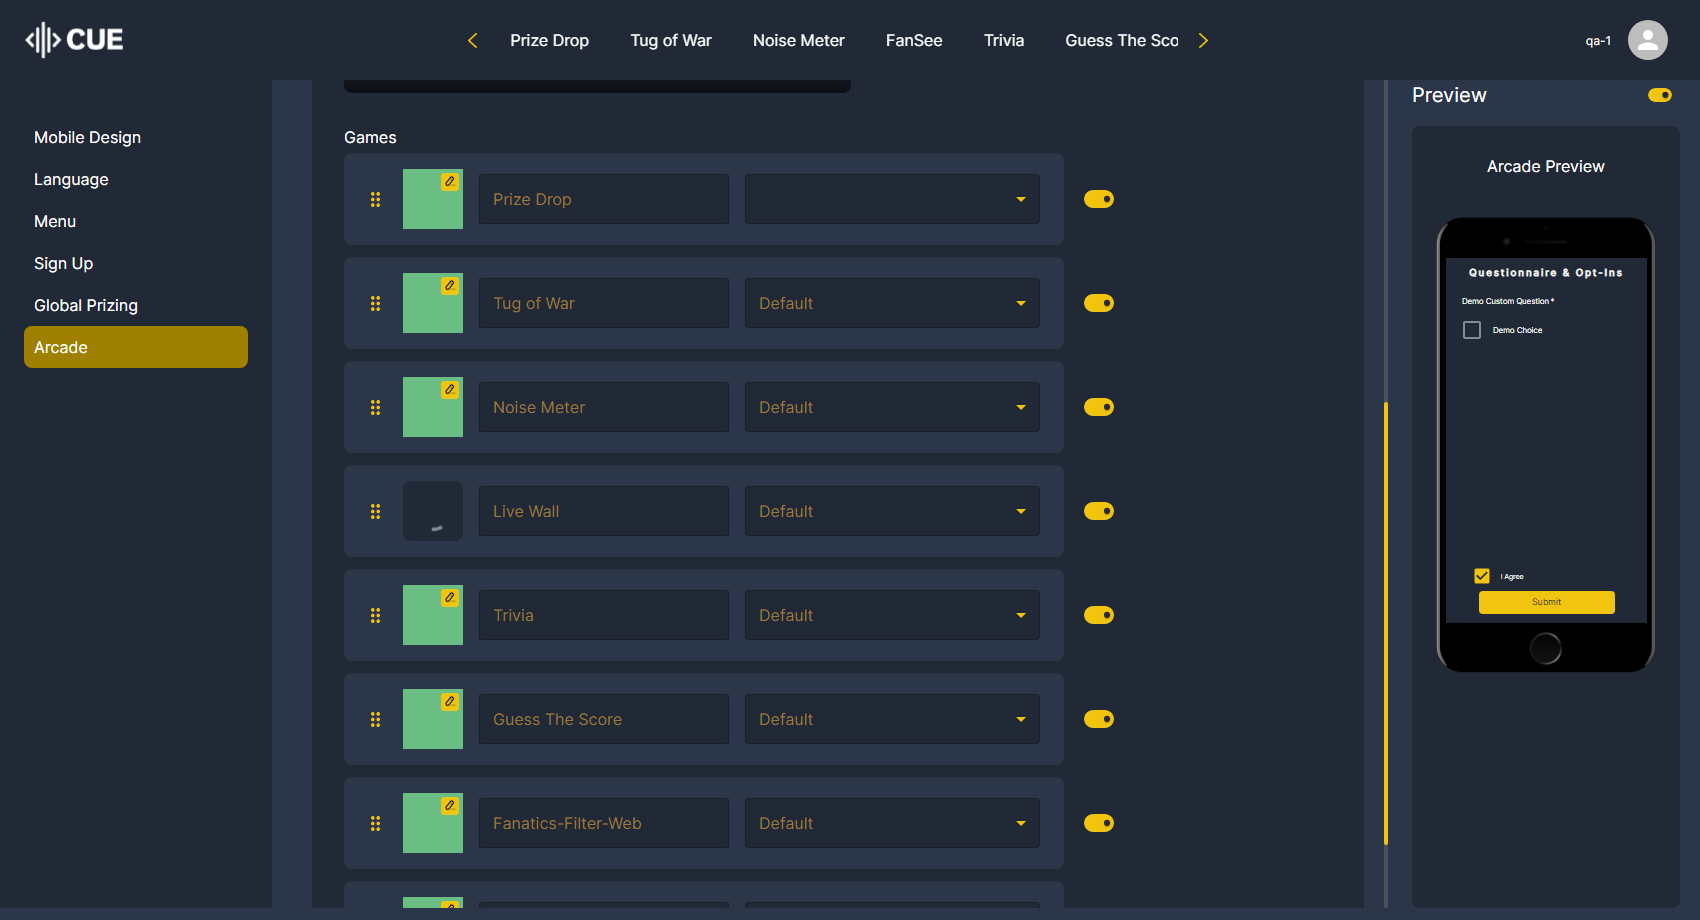 CUE
Prize Drop
Tug of War
Noise Meter
FanSee
Trivia
Guess The Sco
qa-1
Mobile Design
Language
Menu
Sign Up
Global Prizing
Arcade
Games
Prize Drop
Tug of War
Default
Noise Meter
Default
Live Wall
Default
Trivia
Default
Guess The Score
Default
Fanatics-Filter-Web
Default
Preview
Arcade Preview
Questionnaire & Opt-Ins
Demo Custom Question *
Demo Choice
I Agree
Submit